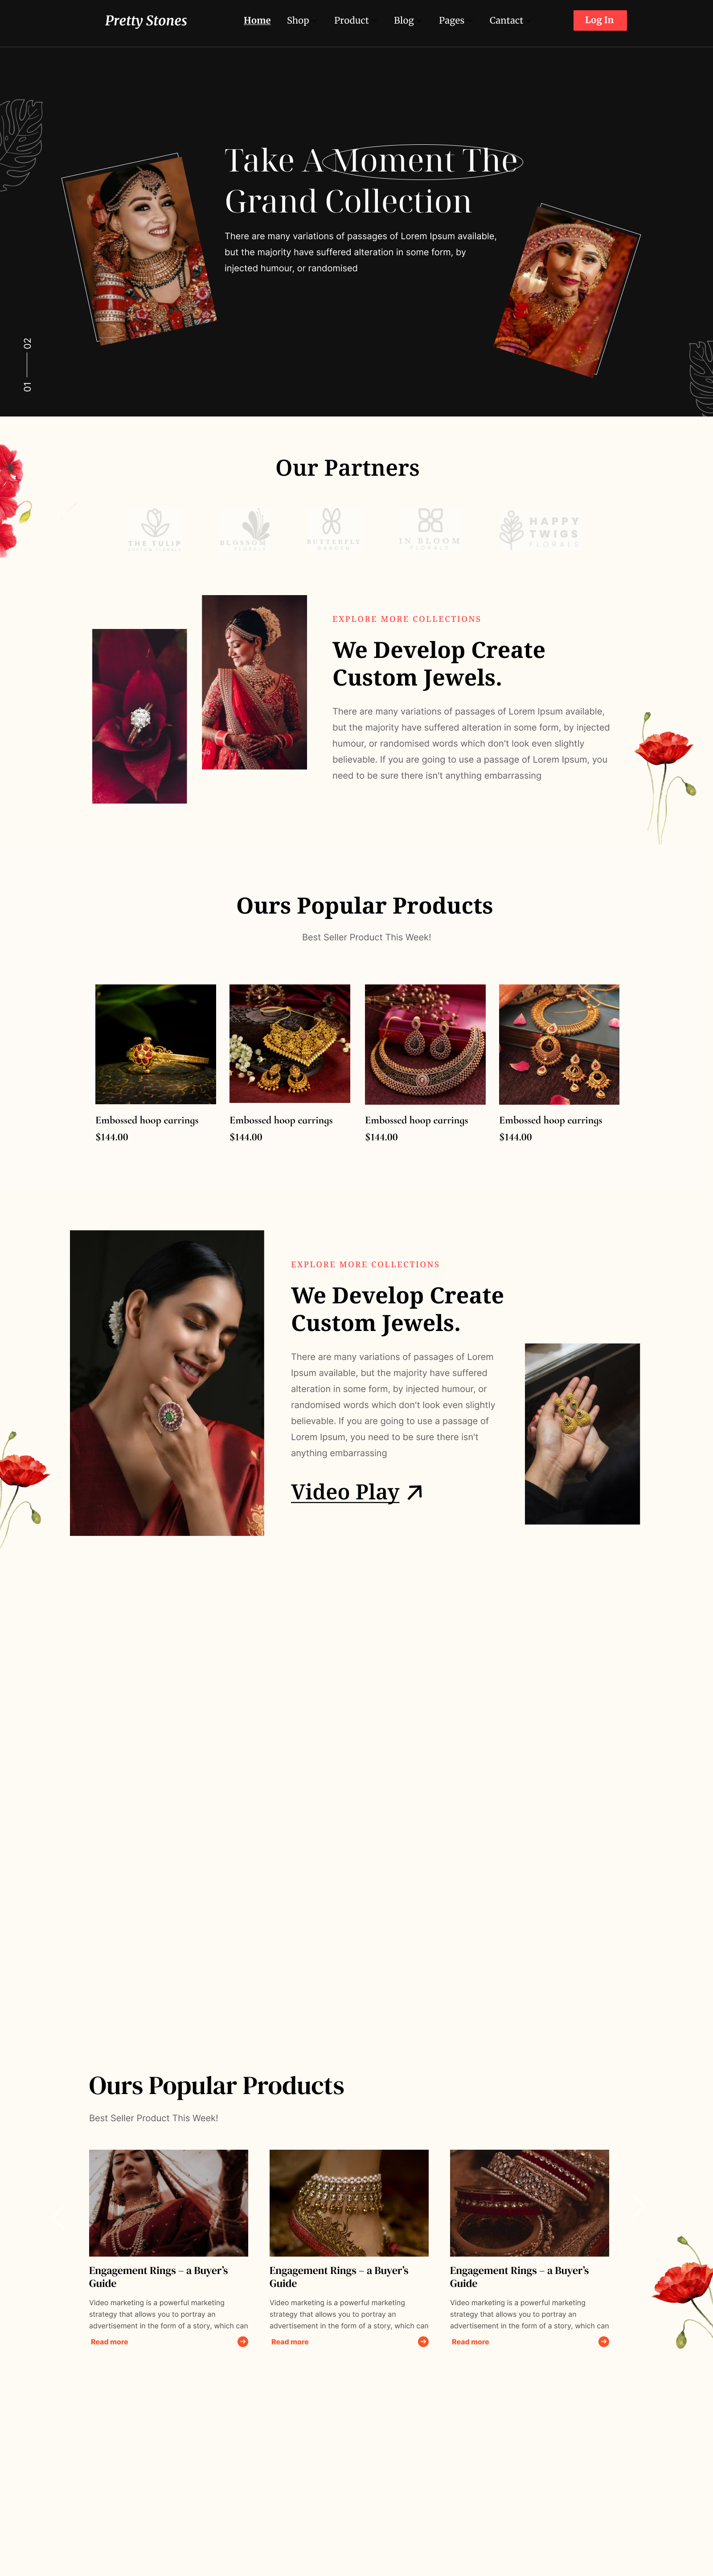 Pretty Stones
Home Shop Product Blog Pages Cantact
Log In
Take A Moment The
Grand Collection
There are many variations of passages of Lorem Ipsum available,
but the majority have suffered alteration in some form, by
injected humour, or randomised
01 02
Our Partners
THE TULIP
CUSTOM FLORALS
BLOSSOM
FLORALS
BUTTERFLY
GARDEN
IN BLOOM
FLORALS
HAPPY
TWIGS
FLORALS
EXPLORE MORE COLLECTIONS
We Develop Create
Custom Jewels.
There are many variations of passages of Lorem Ipsum available,
but the majority have suffered alteration in some form, by injected
humour, or randomised words which don't look even slightly
believable. If you are going to use a passage of Lorem Ipsum, you
need to be sure there isn't anything embarrassing
Ours Popular Products
Best Seller Product This Week!
Embossed hoop earrings
$144.00
Embossed hoop earrings
$144.00
Embossed hoop earrings
$144.00
Embossed hoop earrings
$144.00
EXPLORE MORE COLLECTIONS
We Develop Create
Custom Jewels.
There are many variations of passages of Lorem
Ipsum available, but the majority have suffered
alteration in some form, by injected humour, or
randomised words which don't look even slightly
believable. If you are going to use a passage of
Lorem Ipsum, you need to be sure there isn't
anything embarrassing
Video Play
Ours Popular Products
Best Seller Product This Week!
Engagement Rings – a Buyer's
Guide
Video marketing is a powerful marketing
strategy that allows you to portray an
advertisement in the form of a story, which can
Read more
Engagement Rings – a Buyer's
Guide
Video marketing is a powerful marketing
strategy that allows you to portray an
advertisement in the form of a story, which can
Read more
Engagement Rings – a Buyer's
Guide
Video marketing is a powerful marketing
strategy that allows you to portray an
advertisement in the form of a story, which can
Read more